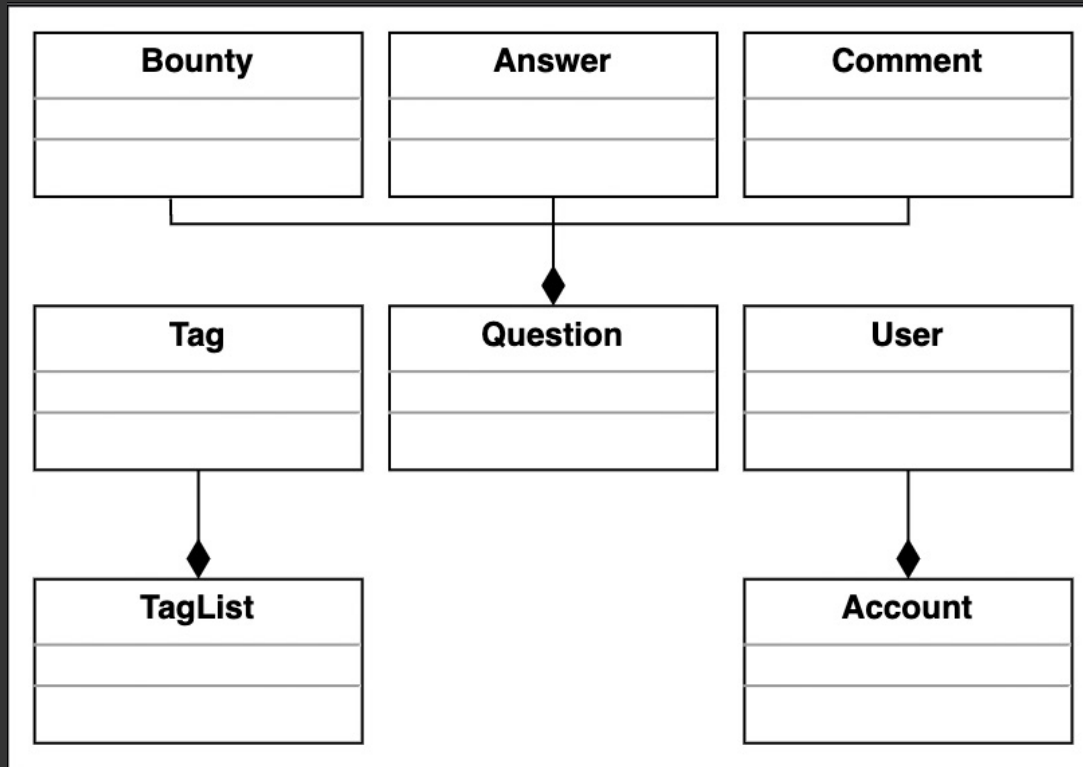 Bounty
Answer
Comment
Tag
Question
User
TagList
Account